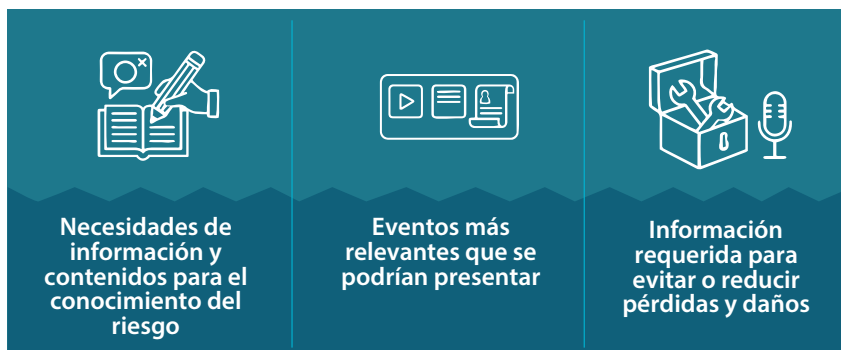 Necesidades de
información y
contenidos para el
conocimiento del
riesgo
Eventos más
relevantes que se
podrían presentar
Información
requerida para
evitar o reducir
pérdidas y daños